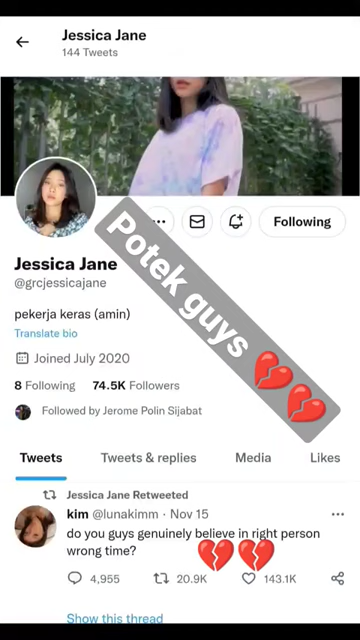 Jessica Jane
144 Tweets
Following
Jessica Jane
@grcjessicajane
Potek guys 💔💔
pekerja keras (amin)
Translate bio
Joined July 2020
8 Following 74.5K Followers
Followed by Jerome Polin Sijabat
Tweets Tweets & replies Media Likes
Jessica Jane Retweeted
kim @lunakimm · Nov 15
do you guys genuinely believe in right person
wrong time?
💔💔
4,955 20.9K 143.1K
Show this thread